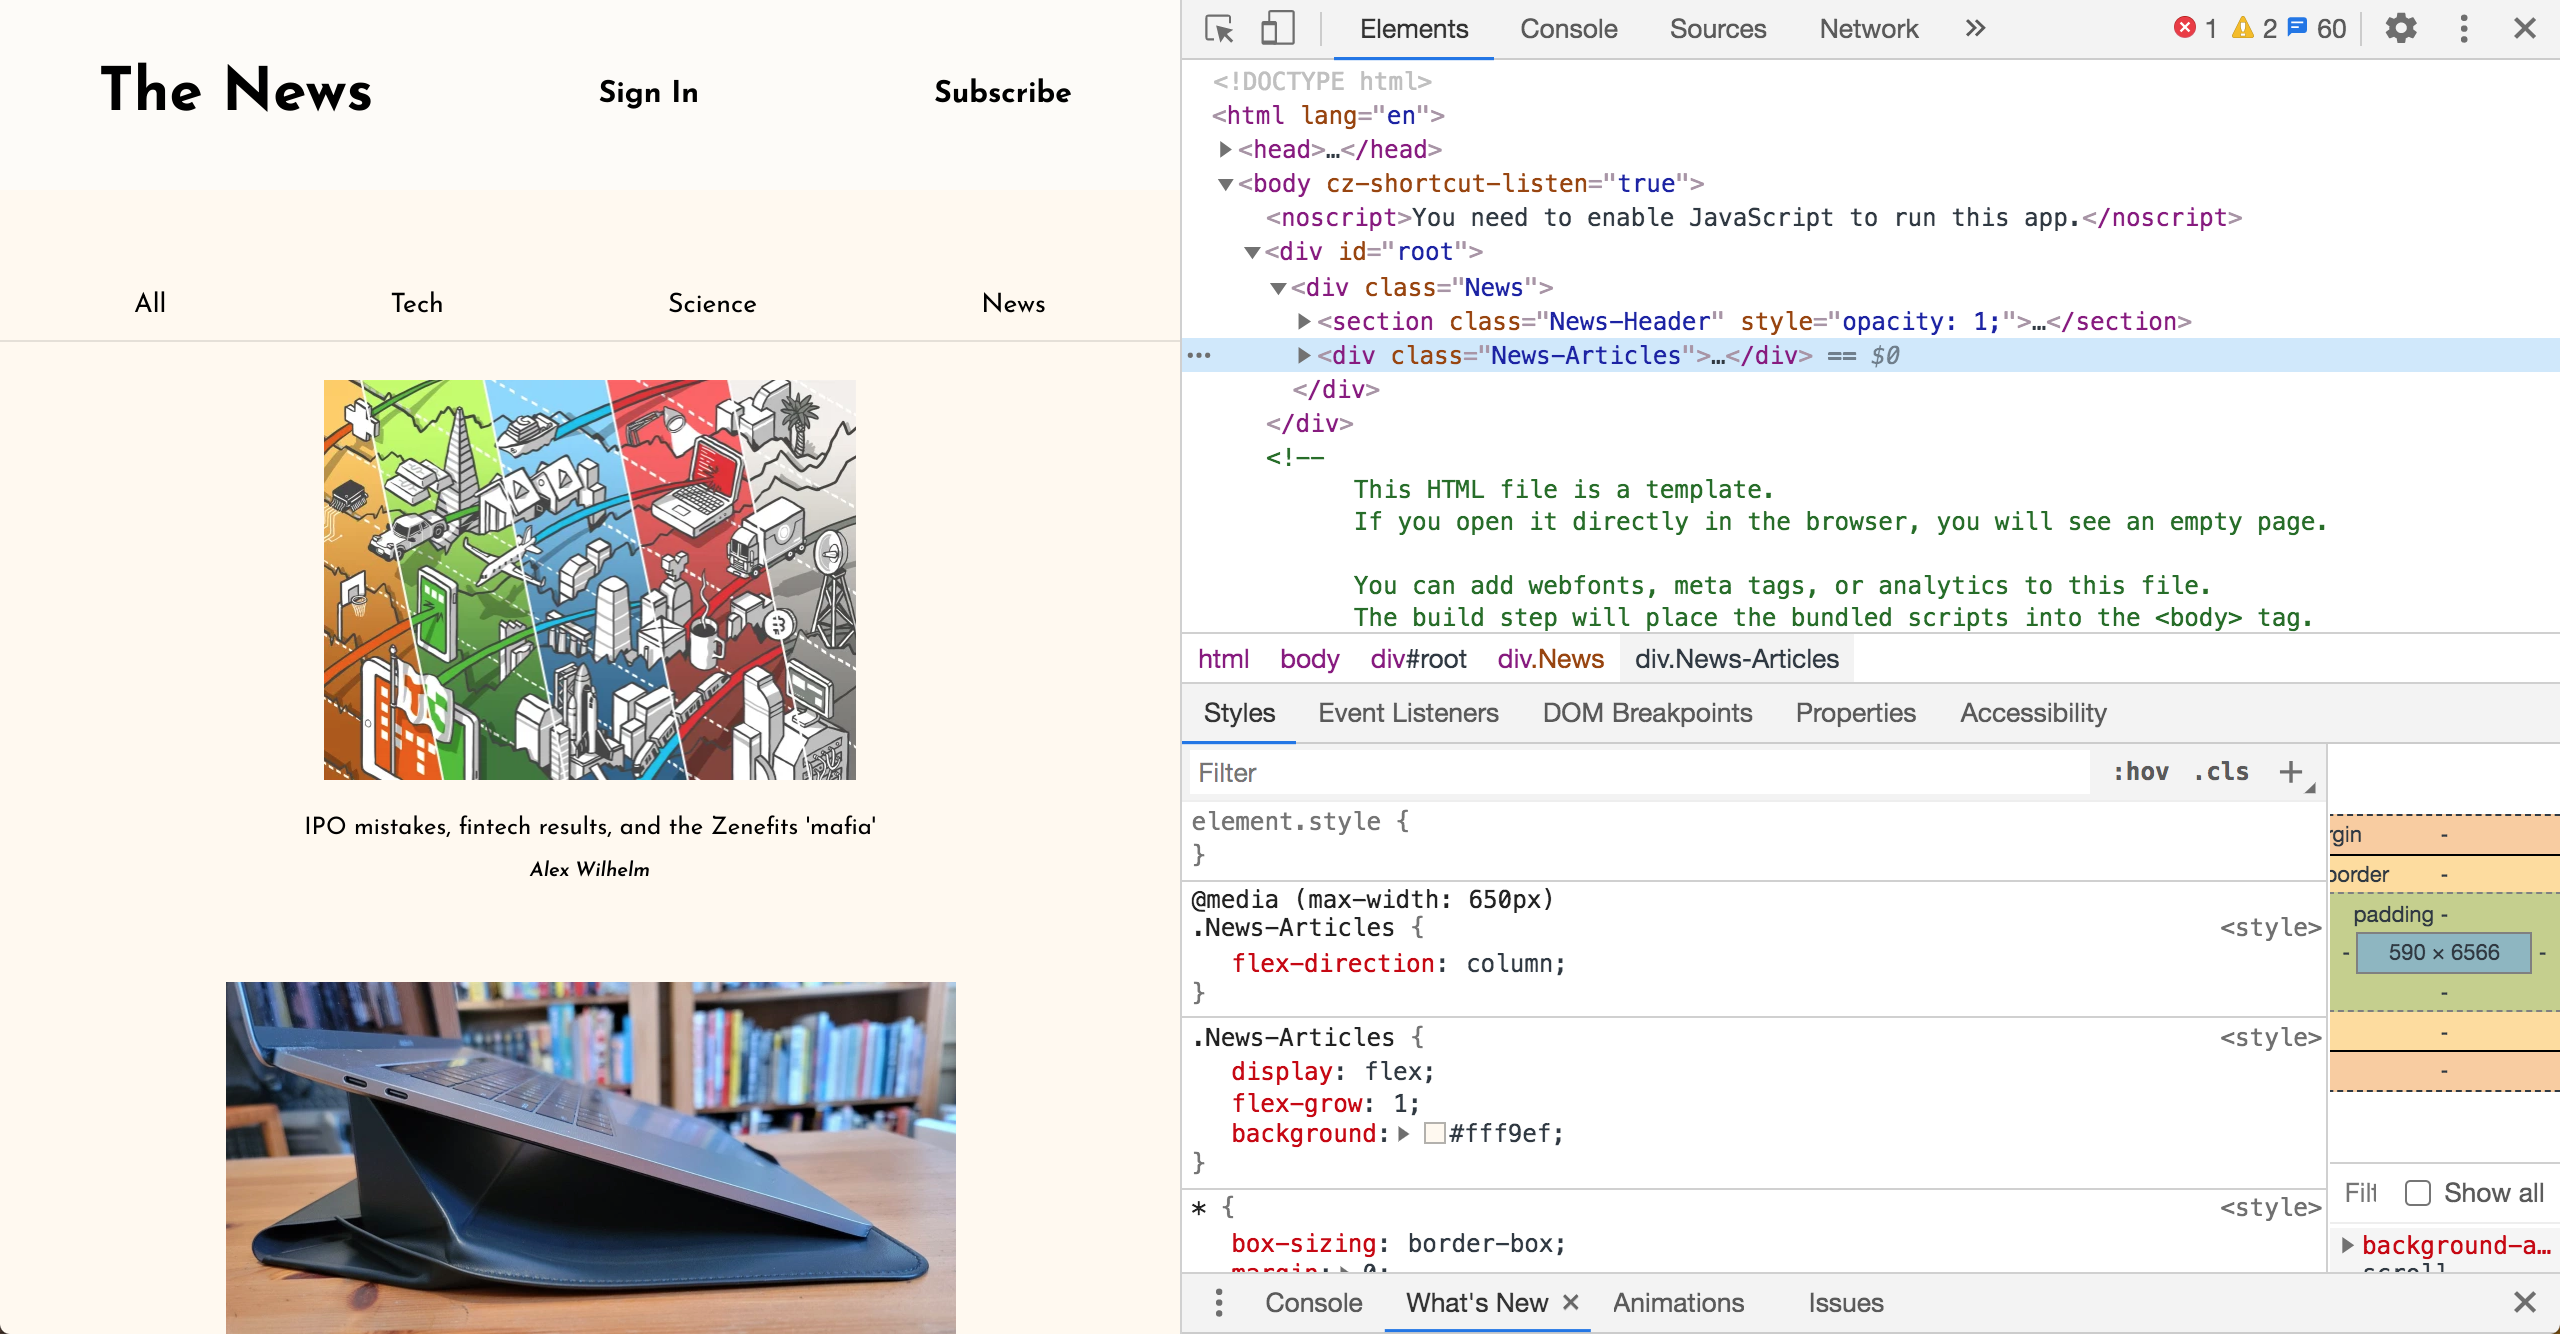 The News
Sign In
Subscribe
All
Tech
Science
News
IPO mistakes, fintech results, and the Zenefits 'mafia'
Alex Wilhelm
Elements
Console
Sources
Network
1
2
60
<!DOCTYPE html>
<html lang="en">
<head>…</head>
<body cz-shortcut-listen="true">
<noscript>You need to enable JavaScript to run this app.</noscript>
<div id="root">
<div class="News">
<section class="News-Header" style="opacity: 1;">…</section>
<div class="News-Articles">…</div> == $0
</div>
</div>
<!--
This HTML file is a template.
If you open it directly in the browser, you will see an empty page.
You can add webfonts, meta tags, or analytics to this file.
The build step will place the bundled scripts into the <body> tag.
html
body
div#root
div.News
div.News-Articles
Styles
Event Listeners
DOM Breakpoints
Properties
Accessibility
Filter
:hov
.cls
element.style {
}
@media (max-width: 650px)
.News-Articles {
<style>
flex-direction: column;
}
.News-Articles {
<style>
display: flex;
flex-grow: 1;
background: #fff9ef;
}
* {
<style>
box-sizing: border-box;
margin: 0;
rgin
-
border
-
padding -
- 590 × 6566 -
-
-
-
Filt
Show all
background-a…
scroll
Console
What's New
Animations
Issues